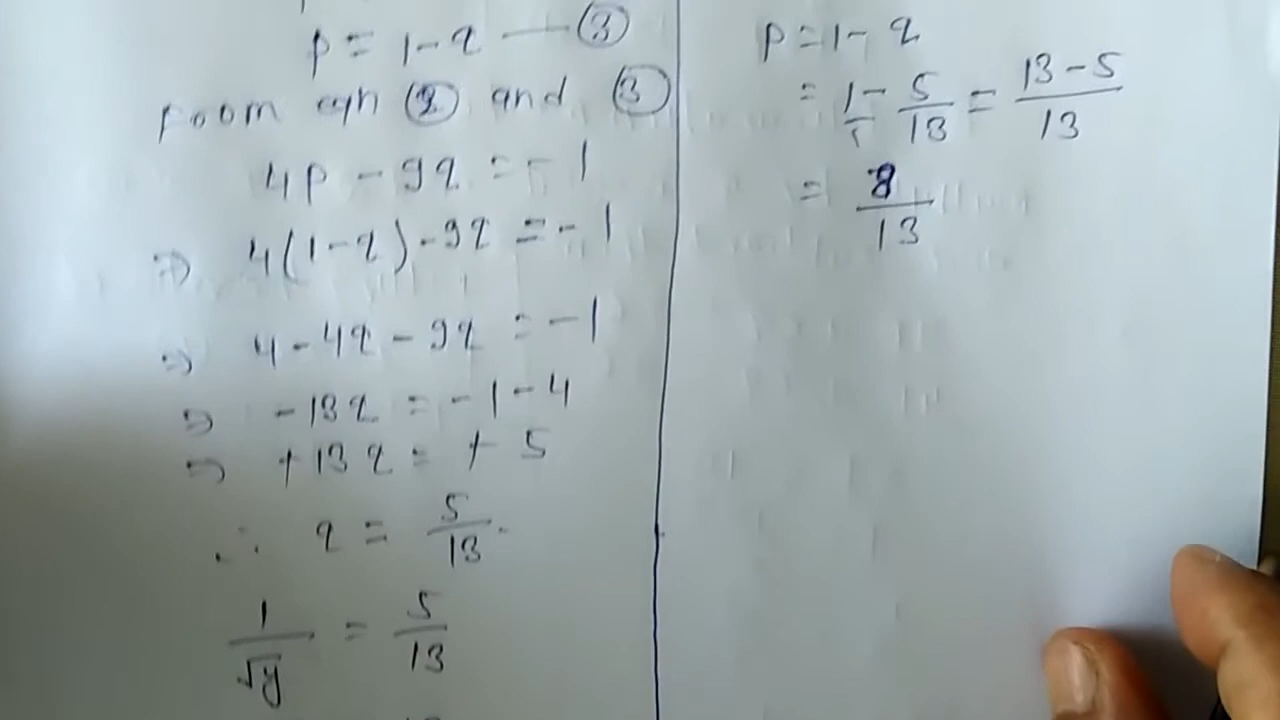 p = 1 - q — (3)
From eqn (2) and (3)
4p - 9q = -1
⇒ 4(1-q) - 9q = -1
⇒ 4 - 4q - 9q = -1
⇒ -13q = -1 - 4
⇒ +13q = +5
∴ q = 5/13
1/√y = 5/13
p = 1 - q
= 1/1 - 5/13 = (13-5)/13
= 8/13